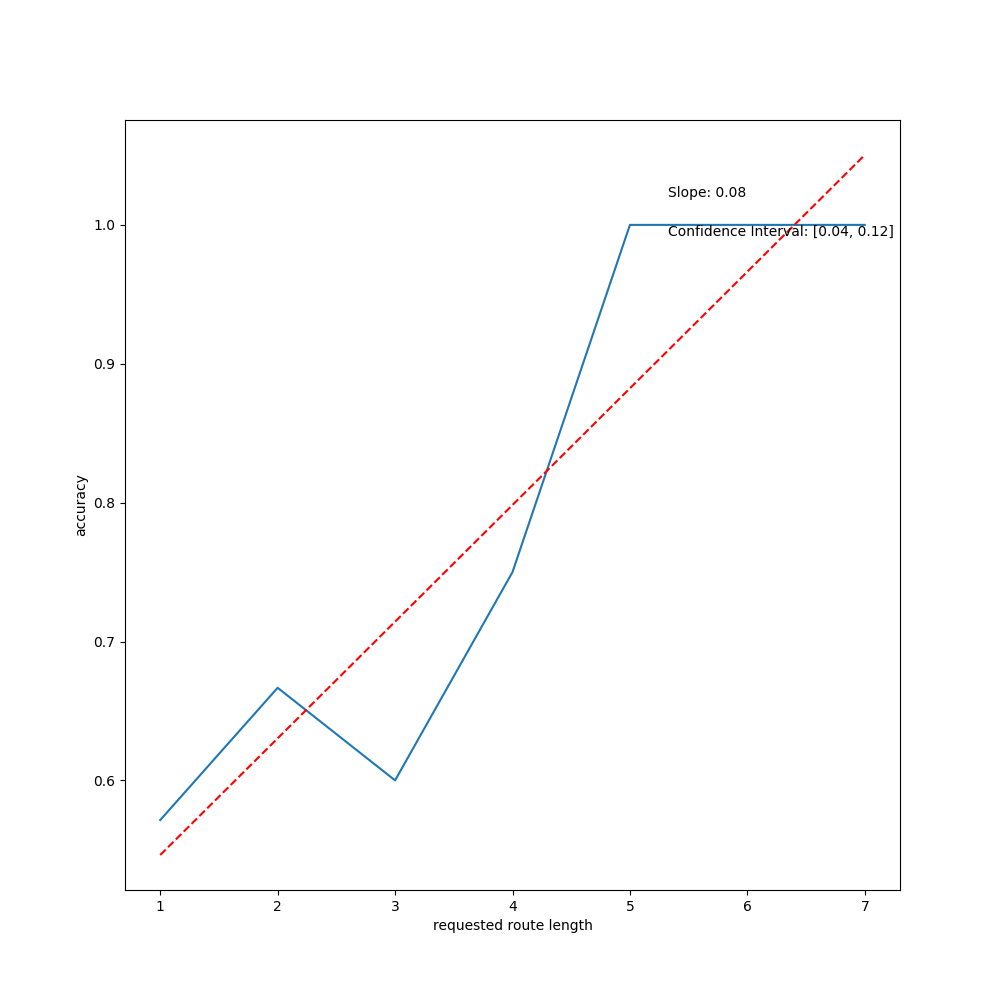 Slope: 0.08
Confidence Interval: [0.04, 0.12]
1.0
0.9
0.8
0.7
0.6
accuracy
1 2 3 4 5 6 7
requested route length